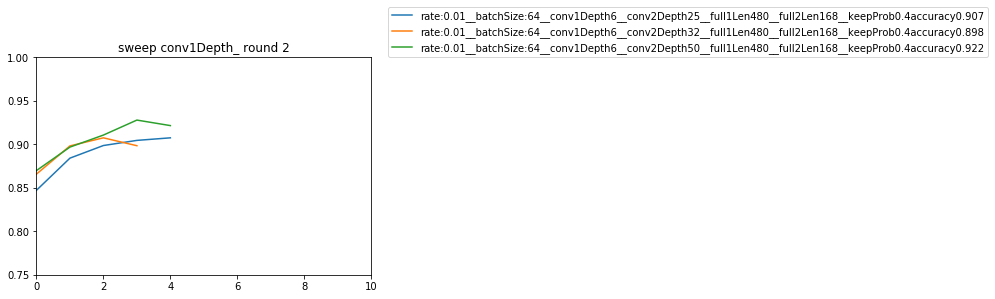 rate:0.01__batchSize:64__conv1Depth6__conv2Depth25__full1Len480__full2Len168__keepProb0.4accuracy0.907
rate:0.01__batchSize:64__conv1Depth6__conv2Depth32__full1Len480__full2Len168__keepProb0.4accuracy0.898
rate:0.01__batchSize:64__conv1Depth6__conv2Depth50__full1Len480__full2Len168__keepProb0.4accuracy0.922
sweep conv1Depth_ round 2
1.00
0.95
0.90
0.85
0.80
0.75
0 2 4 6 8 10